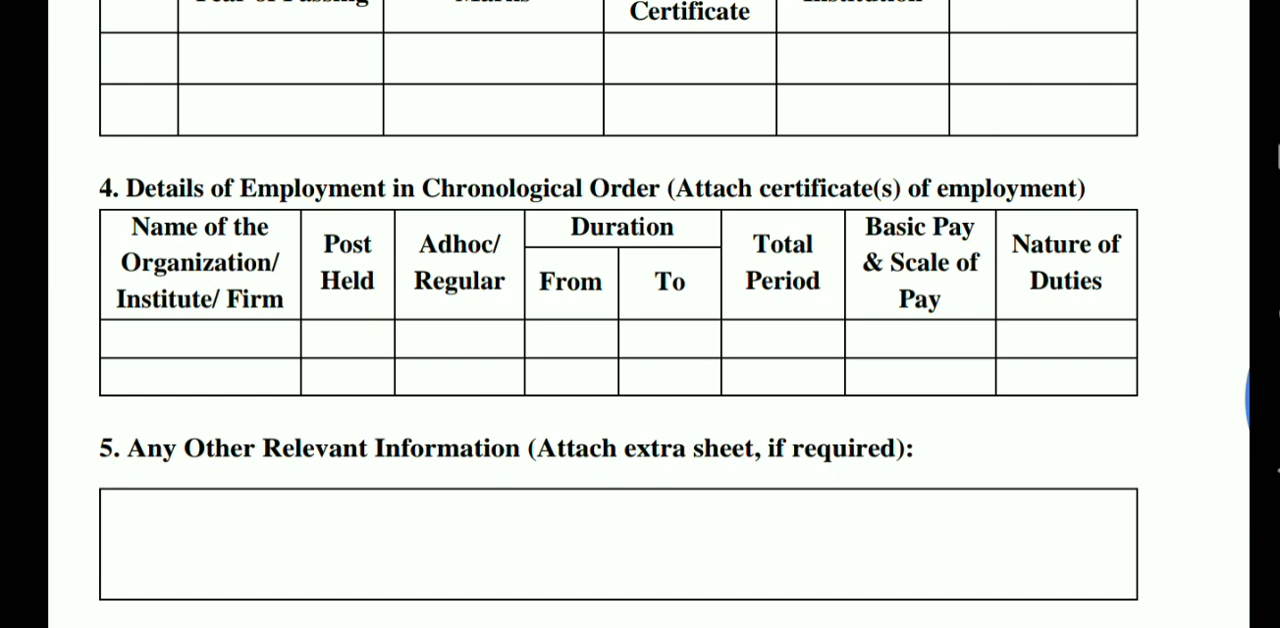 Certificate
4. Details of Employment in Chronological Order (Attach certificate(s) of employment)
Name of the
Organization/
Institute/ Firm
Post
Held
Adhoc/
Regular
Duration
From
To
Total
Period
Basic Pay
& Scale of
Pay
Nature of
Duties
5. Any Other Relevant Information (Attach extra sheet, if required):